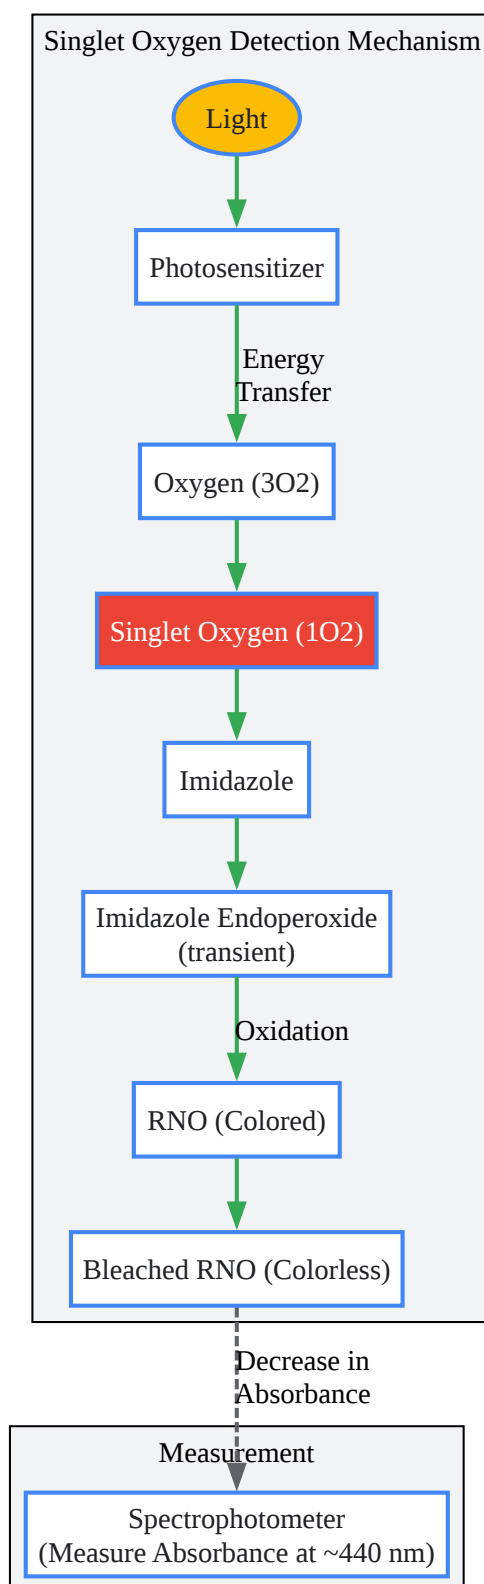 Singlet Oxygen Detection Mechanism
Light
Photosensitizer
Energy
Transfer
Oxygen (3O2)
Singlet Oxygen (1O2)
Imidazole
Imidazole Endoperoxide
(transient)
Oxidation
RNO (Colored)
Bleached RNO (Colorless)
Decrease in
Absorbance
Measurement
Spectrophotometer
(Measure Absorbance at ~440 nm)